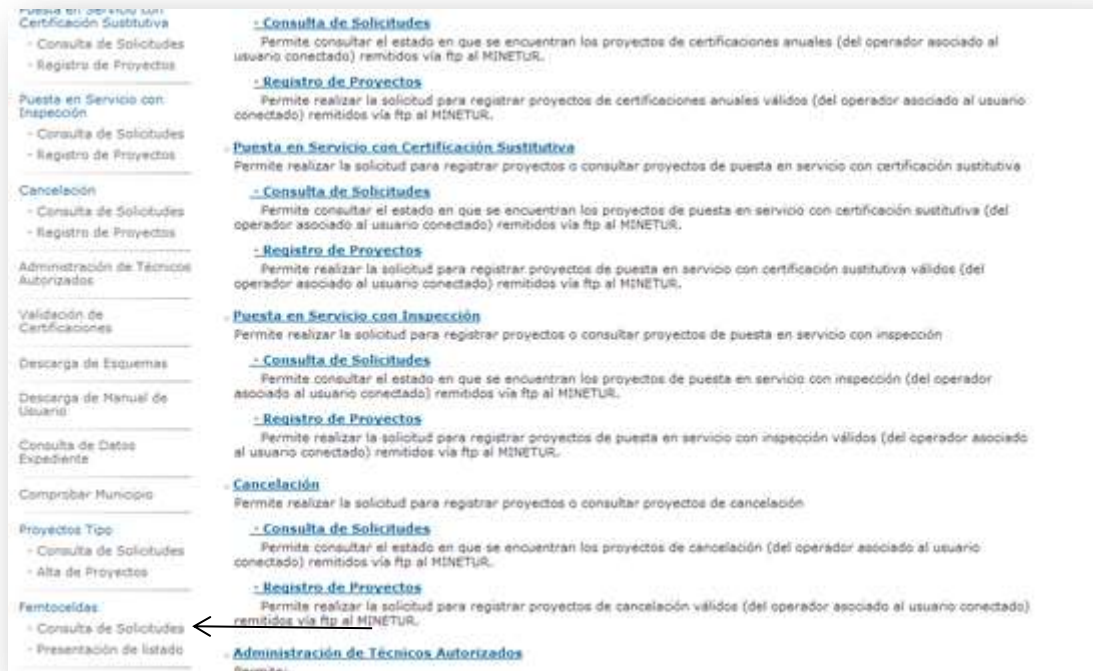 Puesta en Servicio con
Certificación Sustitutiva
- Consulta de Solicitudes
- Registro de Proyectos
Puesta en Servicio con
Inspección
- Consulta de Solicitudes
- Registro de Proyectos
Cancelación
- Consulta de Solicitudes
- Registro de Proyectos
Administración de Técnicos
Autorizados
Validación de
Certificaciones
Descarga de Esquemas
Descarga de Manual de
Usuario
Consulta de Datos
Expediente
Comprobar Municipio
Proyectos Tipo
- Consulta de Solicitudes
- Alta de Proyectos
Femtoceldas
- Consulta de Solicitudes
- Presentación de listado
- Consulta de Solicitudes
Permite consultar el estado en que se encuentran los proyectos de certificaciones anuales (del operador asociado al
usuario conectado) remitidos vía ftp al MINETUR.
- Registro de Proyectos
Permite realizar la solicitud para registrar proyectos de certificaciones anuales válidos (del operador asociado al usuario
conectado) remitidos vía ftp al MINETUR.
Puesta en Servicio con Certificación Sustitutiva
Permite realizar la solicitud para registrar proyectos o consultar proyectos de puesta en servicio con certificación sustitutiva
- Consulta de Solicitudes
Permite consultar el estado en que se encuentran los proyectos de puesta en servicio con certificación sustitutiva (del
operador asociado al usuario conectado) remitidos vía ftp al MINETUR.
- Registro de Proyectos
Permite realizar la solicitud para registrar proyectos de puesta en servicio con certificación sustitutiva válidos (del
operador asociado al usuario conectado) remitidos vía ftp al MINETUR.
Puesta en Servicio con Inspección
Permite realizar la solicitud para registrar proyectos o consultar proyectos de puesta en servicio con inspección
- Consulta de Solicitudes
Permite consultar el estado en que se encuentran los proyectos de puesta en servicio con inspección (del operador
asociado al usuario conectado) remitidos vía ftp al MINETUR.
- Registro de Proyectos
Permite realizar la solicitud para registrar proyectos de puesta en servicio con inspección válidos (del operador asociado
al usuario conectado) remitidos vía ftp al MINETUR.
Cancelación
Permite realizar la solicitud para registrar proyectos o consultar proyectos de cancelación
- Consulta de Solicitudes
Permite consultar el estado en que se encuentran los proyectos de cancelación (del operador asociado al usuario
conectado) remitidos vía ftp al MINETUR.
- Registro de Proyectos
Permite realizar la solicitud para registrar proyectos de cancelación válidos (del operador asociado al usuario conectado)
remitidos vía ftp al MINETUR.
Administración de Técnicos Autorizados
Permite: